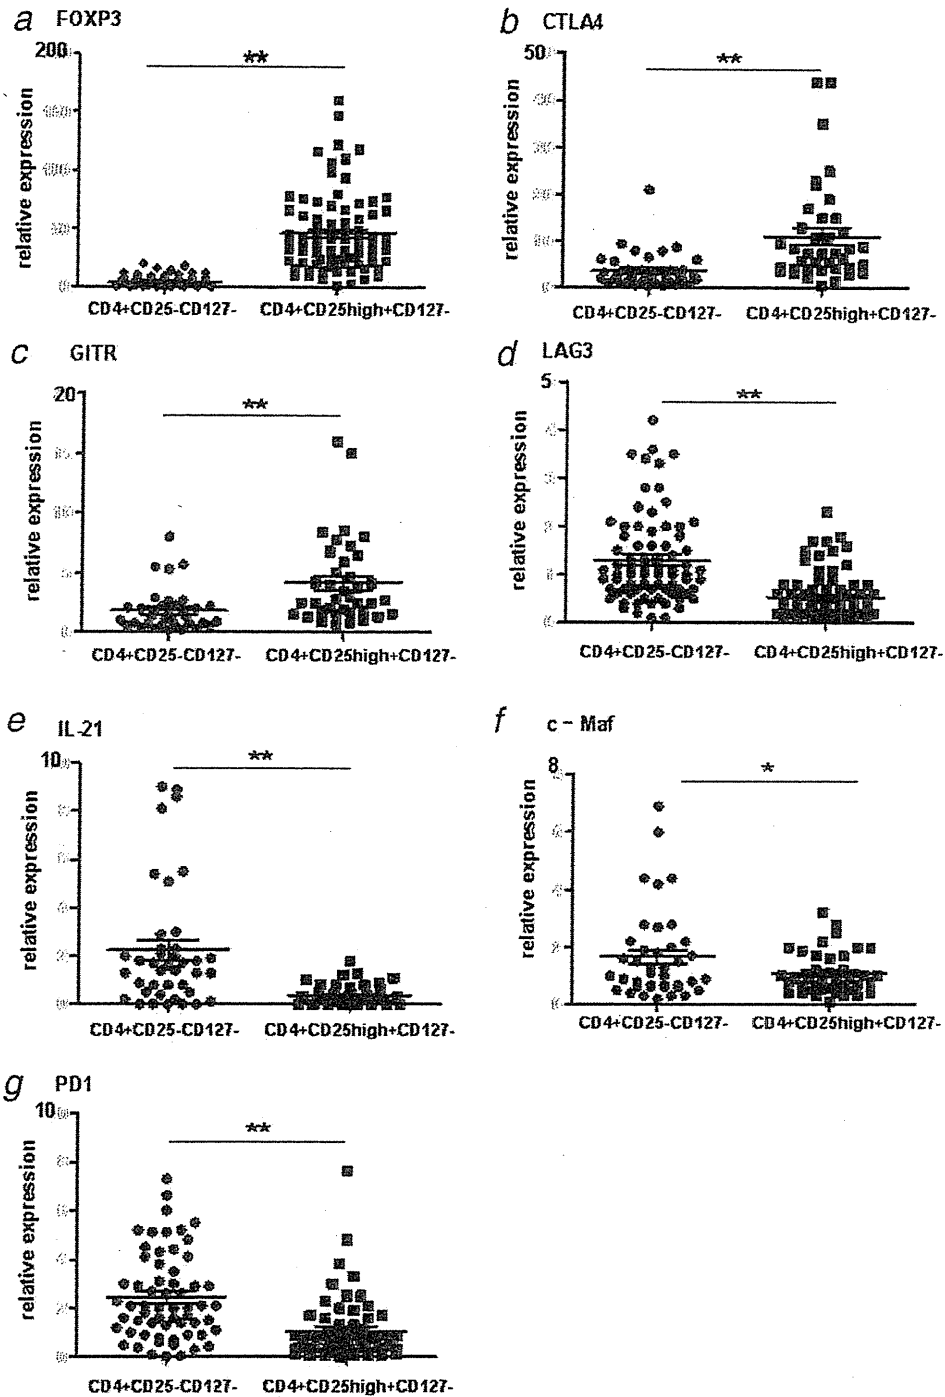 a FOXP3
200
**
relative expression
CD4+CD25-CD127- CD4+CD25high+CD127-
b CTLA4
50
**
relative expression
CD4+CD25-CD127- CD4+CD25high+CD127-
c GITR
20
**
relative expression
CD4+CD25-CD127- CD4+CD25high+CD127-
d LAG3
5
**
relative expression
CD4+CD25-CD127- CD4+CD25high+CD127-
e IL-21
10
**
relative expression
CD4+CD25-CD127- CD4+CD25high+CD127-
f c-Maf
8
*
relative expression
CD4+CD25-CD127- CD4+CD25high+CD127-
g PD1
10
**
relative expression
CD4+CD25-CD127- CD4+CD25high+CD127-